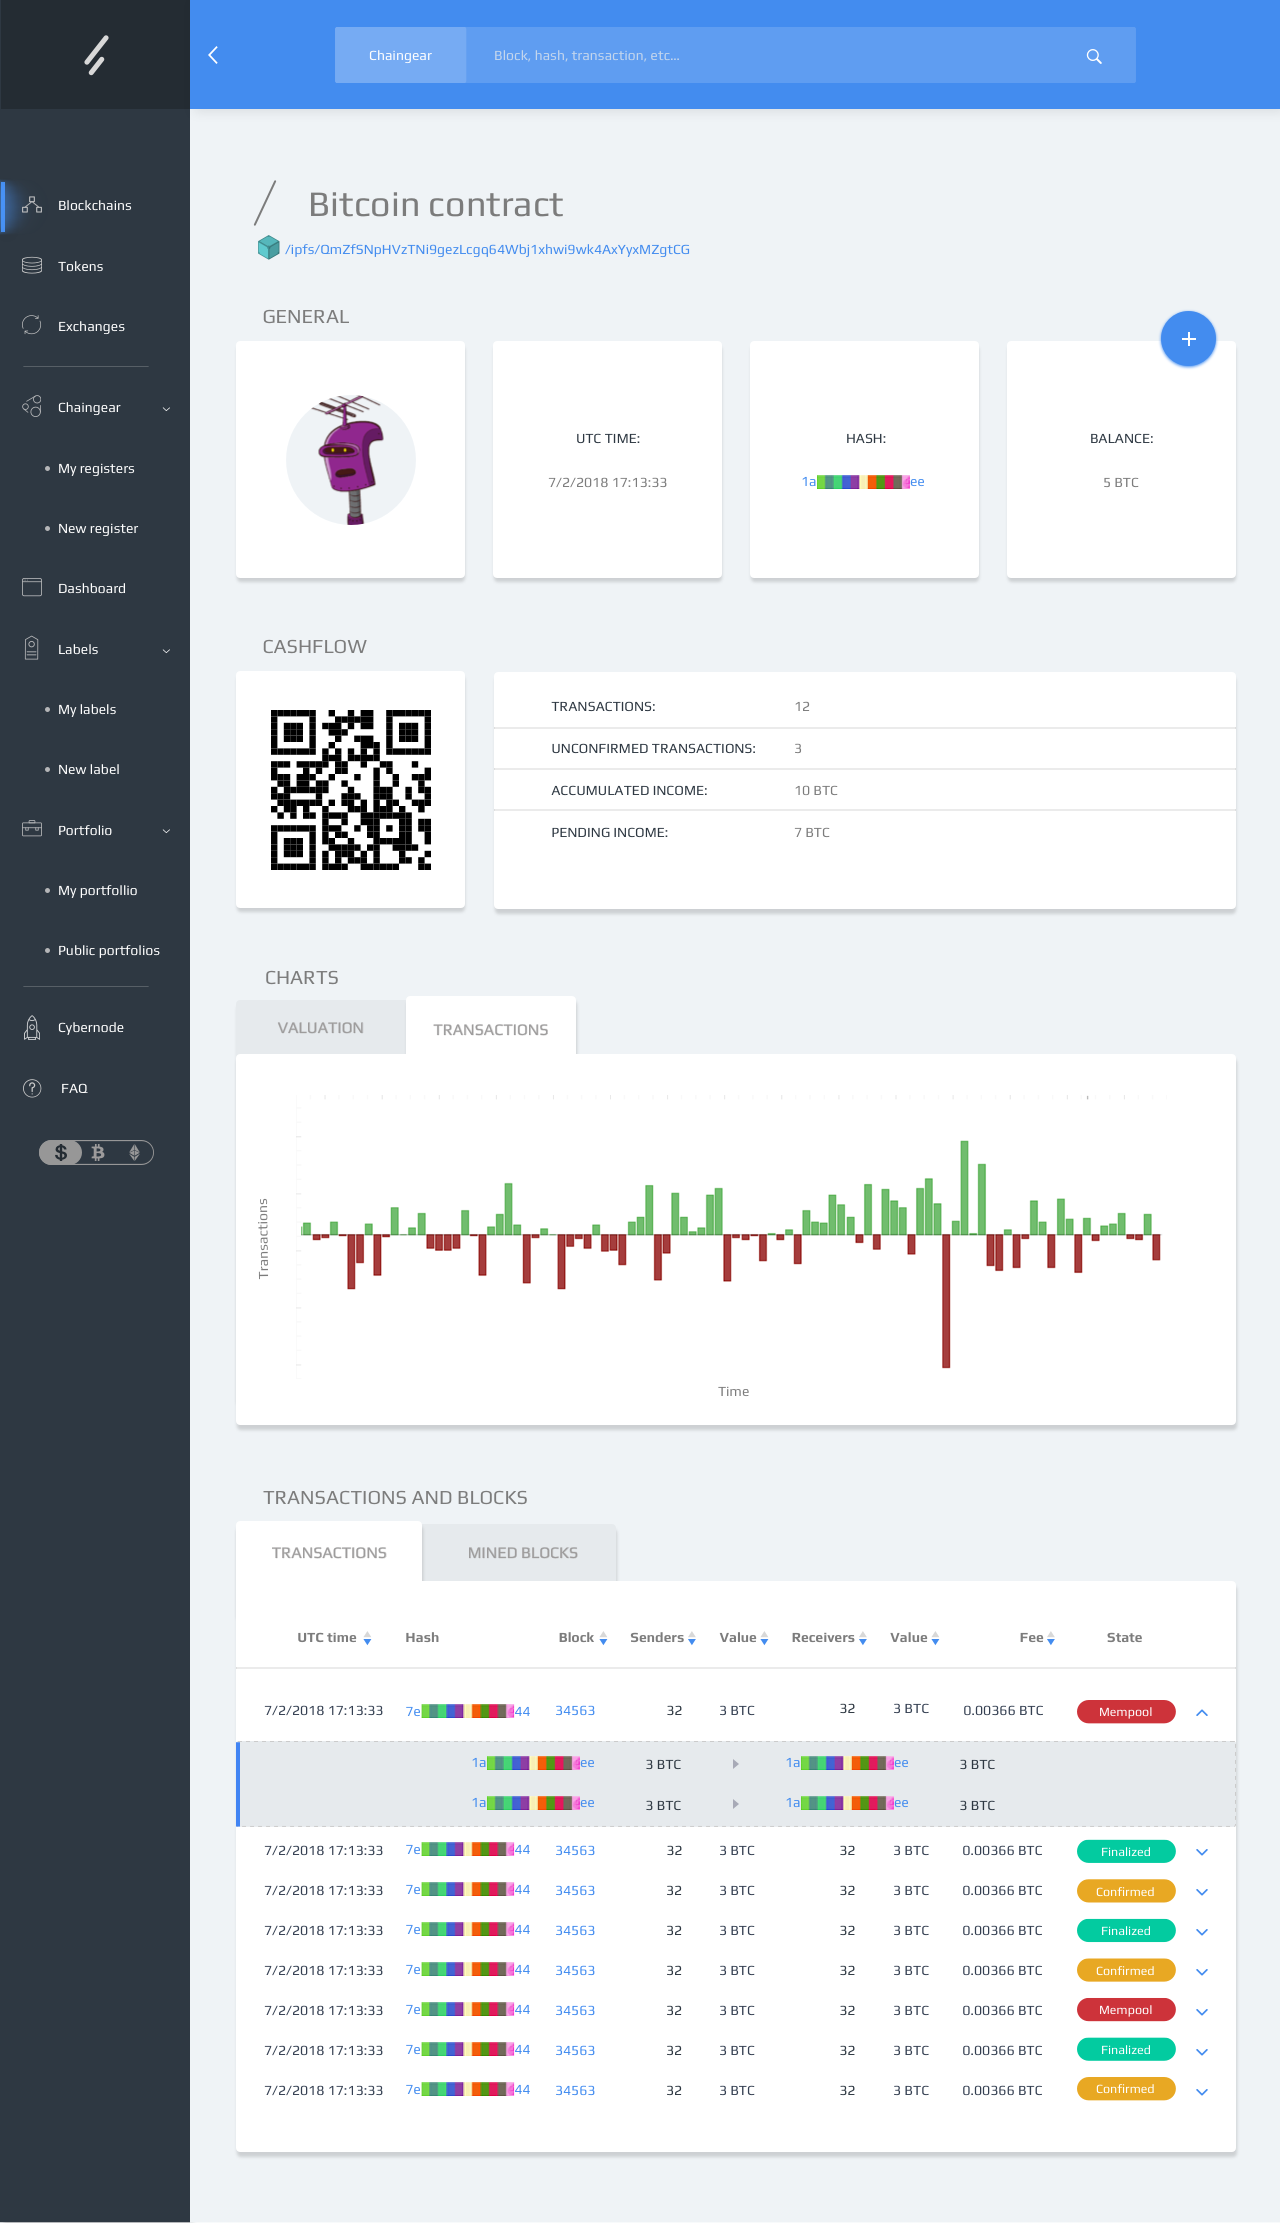 Chaingear
Block, hash, transaction, etc...
Blockchains
Tokens
Exchanges
Chaingear
My registers
New register
Dashboard
Labels
My labels
New label
Portfolio
My portfollio
Public portfolios
Cybernode
FAQ
Bitcoin contract
/ipfs/QmZfSNpHVzTNi9gezLcgq64Wbj1xhwi9wk4AxYyxMZgtCG
GENERAL
UTC TIME:
7/2/2018 17:13:33
HASH:
1a ee
BALANCE:
5 BTC
CASHFLOW
TRANSACTIONS: 12
UNCONFIRMED TRANSACTIONS: 3
ACCUMULATED INCOME: 10 BTC
PENDING INCOME: 7 BTC
CHARTS
VALUATION TRANSACTIONS
Transactions
Time
TRANSACTIONS AND BLOCKS
TRANSACTIONS MINED BLOCKS
UTC time Hash Block Senders Value Receivers Value Fee State
7/2/2018 17:13:33 7e 44 34563 32 3 BTC 32 3 BTC 0.00366 BTC Mempool
1a ee 3 BTC 1a ee 3 BTC
1a ee 3 BTC 1a ee 3 BTC
7/2/2018 17:13:33 7e 44 34563 32 3 BTC 32 3 BTC 0.00366 BTC Finalized
7/2/2018 17:13:33 7e 44 34563 32 3 BTC 32 3 BTC 0.00366 BTC Confirmed
7/2/2018 17:13:33 7e 44 34563 32 3 BTC 32 3 BTC 0.00366 BTC Finalized
7/2/2018 17:13:33 7e 44 34563 32 3 BTC 32 3 BTC 0.00366 BTC Confirmed
7/2/2018 17:13:33 7e 44 34563 32 3 BTC 32 3 BTC 0.00366 BTC Mempool
7/2/2018 17:13:33 7e 44 34563 32 3 BTC 32 3 BTC 0.00366 BTC Finalized
7/2/2018 17:13:33 7e 44 34563 32 3 BTC 32 3 BTC 0.00366 BTC Confirmed